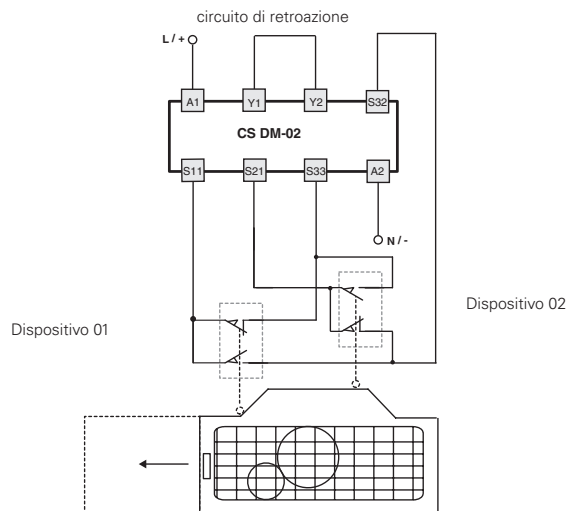 circuito di retroazione
L / +
A1 Y1 Y2 S32
CS DM-02
S11 S21 S33 A2
N / -
Dispositivo 01
Dispositivo 02